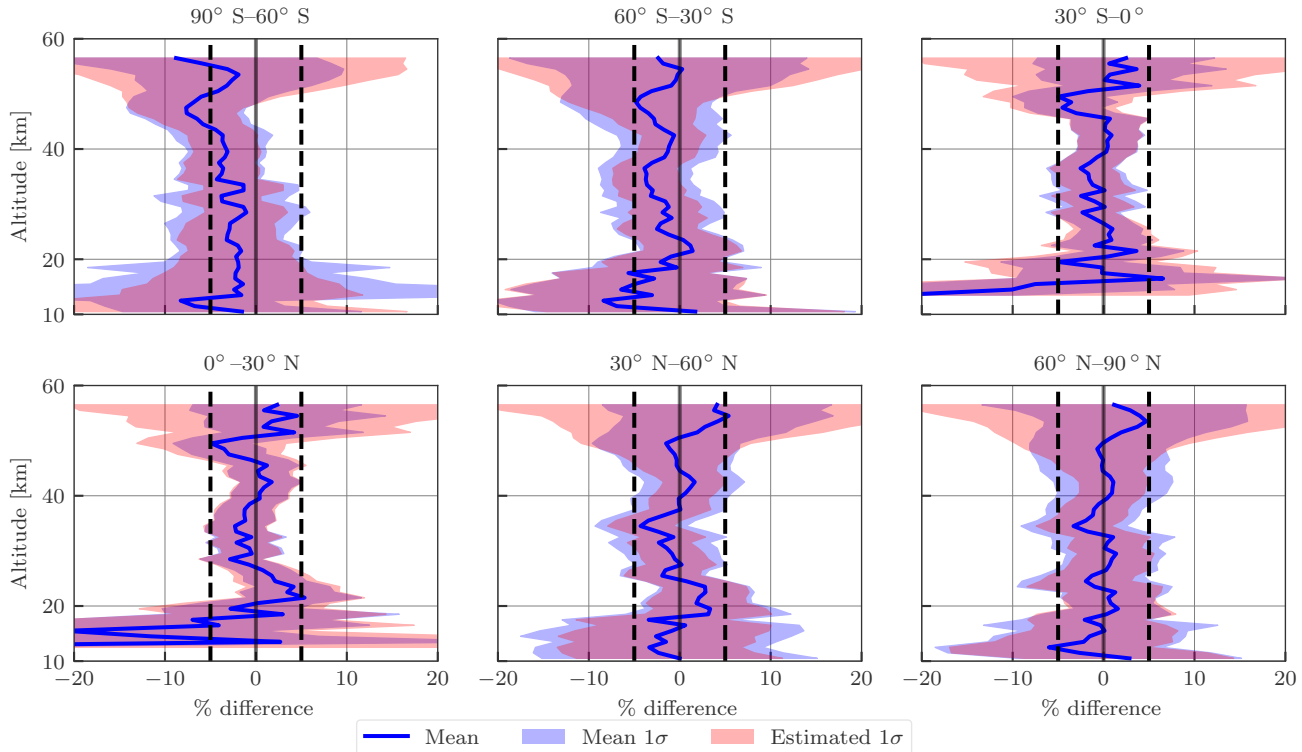 90° S–60° S
60° S–30° S
30° S–0°
Altitude [km]
60
40
20
10
0° –30° N
30° N–60° N
60° N–90° N
Altitude [km]
60
40
20
10
−20 −10 0 10 20
−20 −10 0 10 20
−20 −10 0 10 20
% difference
% difference
% difference
Mean
Mean 1σ
Estimated 1σ